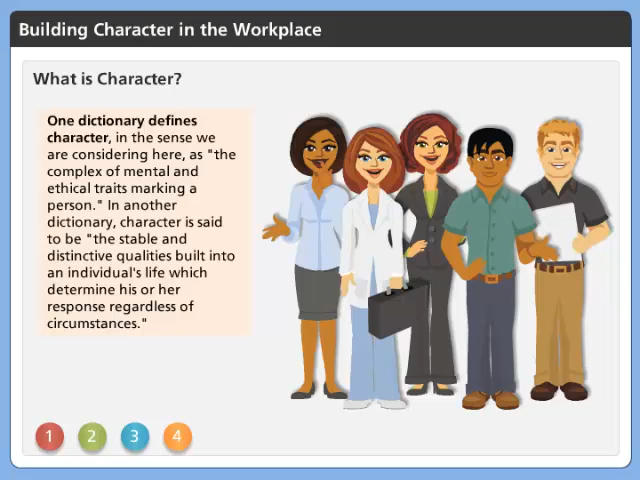 Building Character in the Workplace
What is Character?
One dictionary defines
character, in the sense we
are considering here, as "the
complex of mental and
ethical traits marking a
person." In another
dictionary, character is said
to be "the stable and
distinctive qualities built into
an individual's life which
determine his or her
response regardless of
circumstances."
1 2 3 4